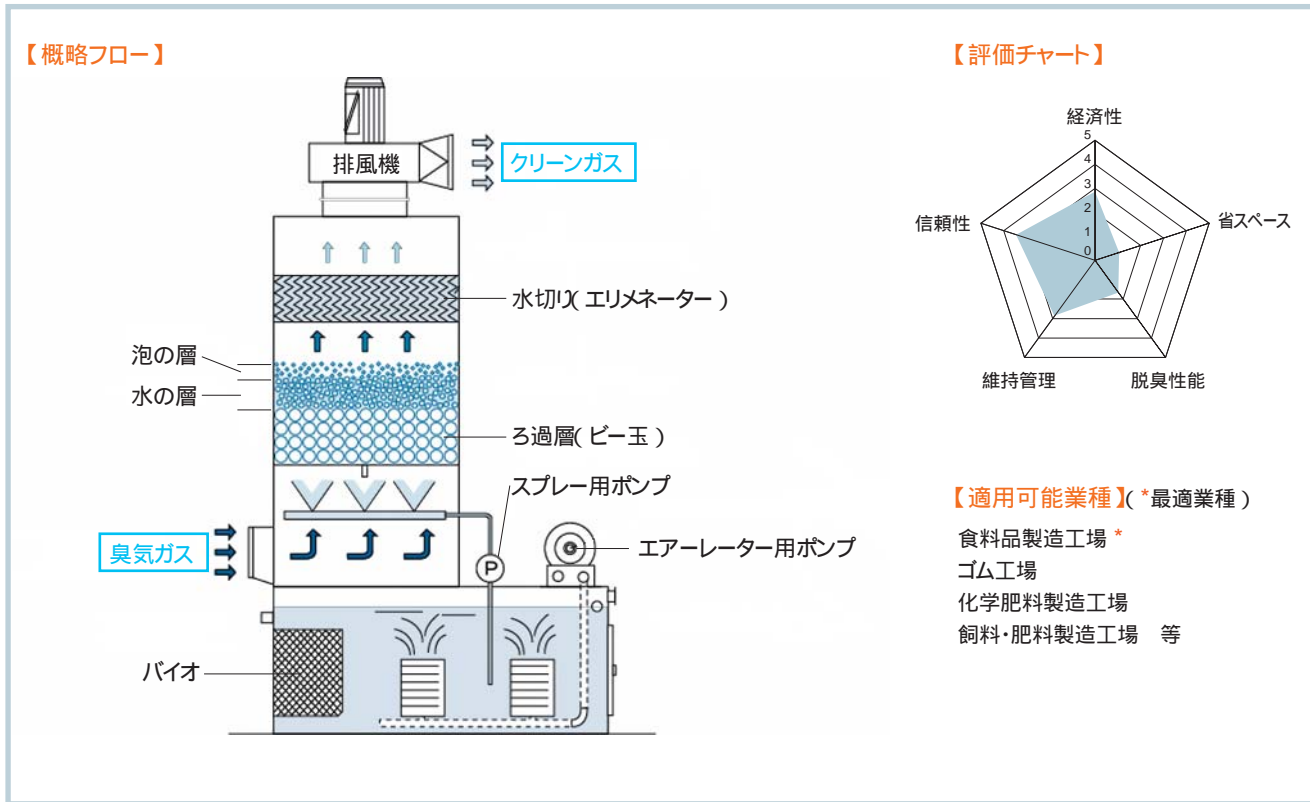 【概略フロー】
排風機
クリーンガス
水切り(エリメネーター)
泡の層
水の層
ろ過層(ビー玉)
スプレー用ポンプ
臭気ガス
P
エアーレーター用ポンプ
バイオ
【評価チャート】
経済性
5
4
3
2
1
0
信頼性
省スペース
維持管理
脱臭性能
【適用可能業種】(*最適業種)
食料品製造工場*
ゴム工場
化学肥料製造工場
飼料・肥料製造工場 等